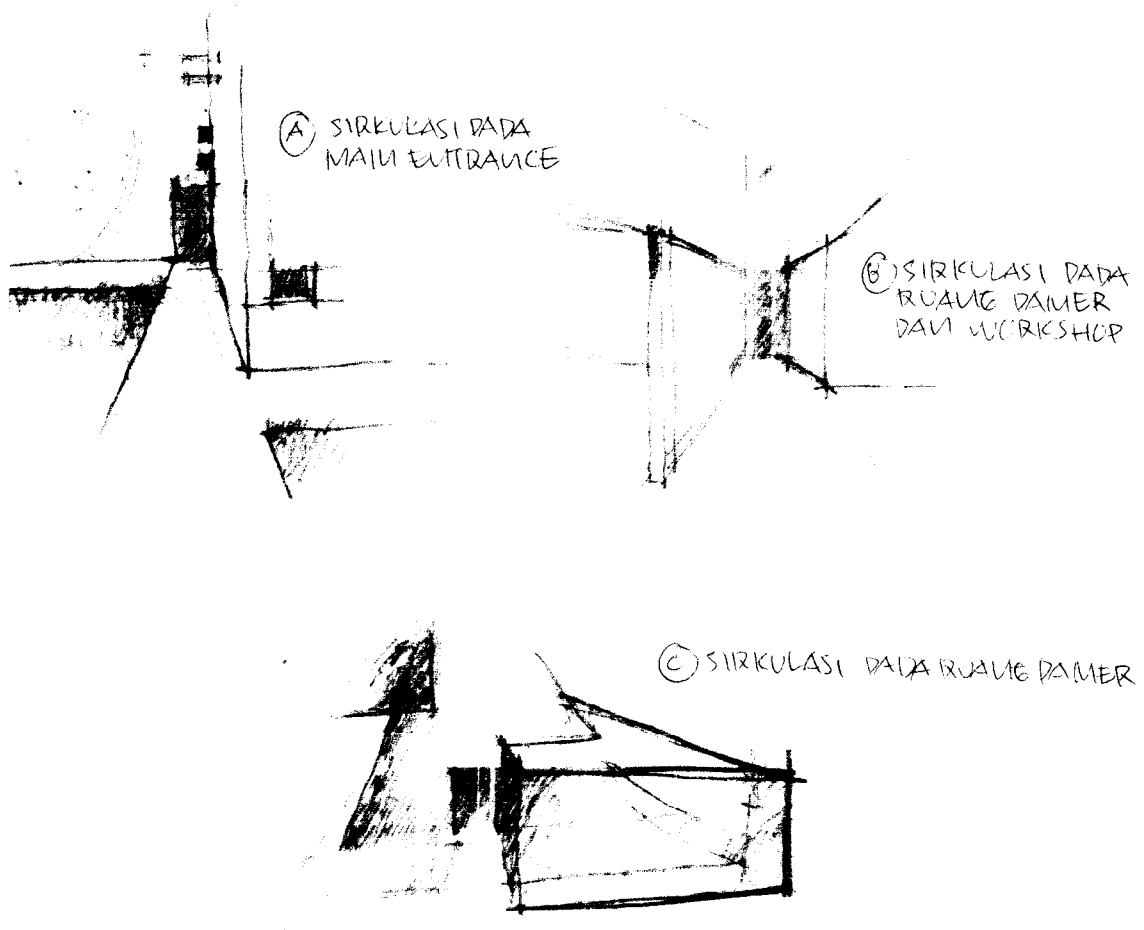 A SIRKULASI PADA
MAIN ENTRANCE
B SIRKULASI PADA
RUANG PAMER
DAN WORKSHOP
C SIRKULASI PADA RUANG PAMER